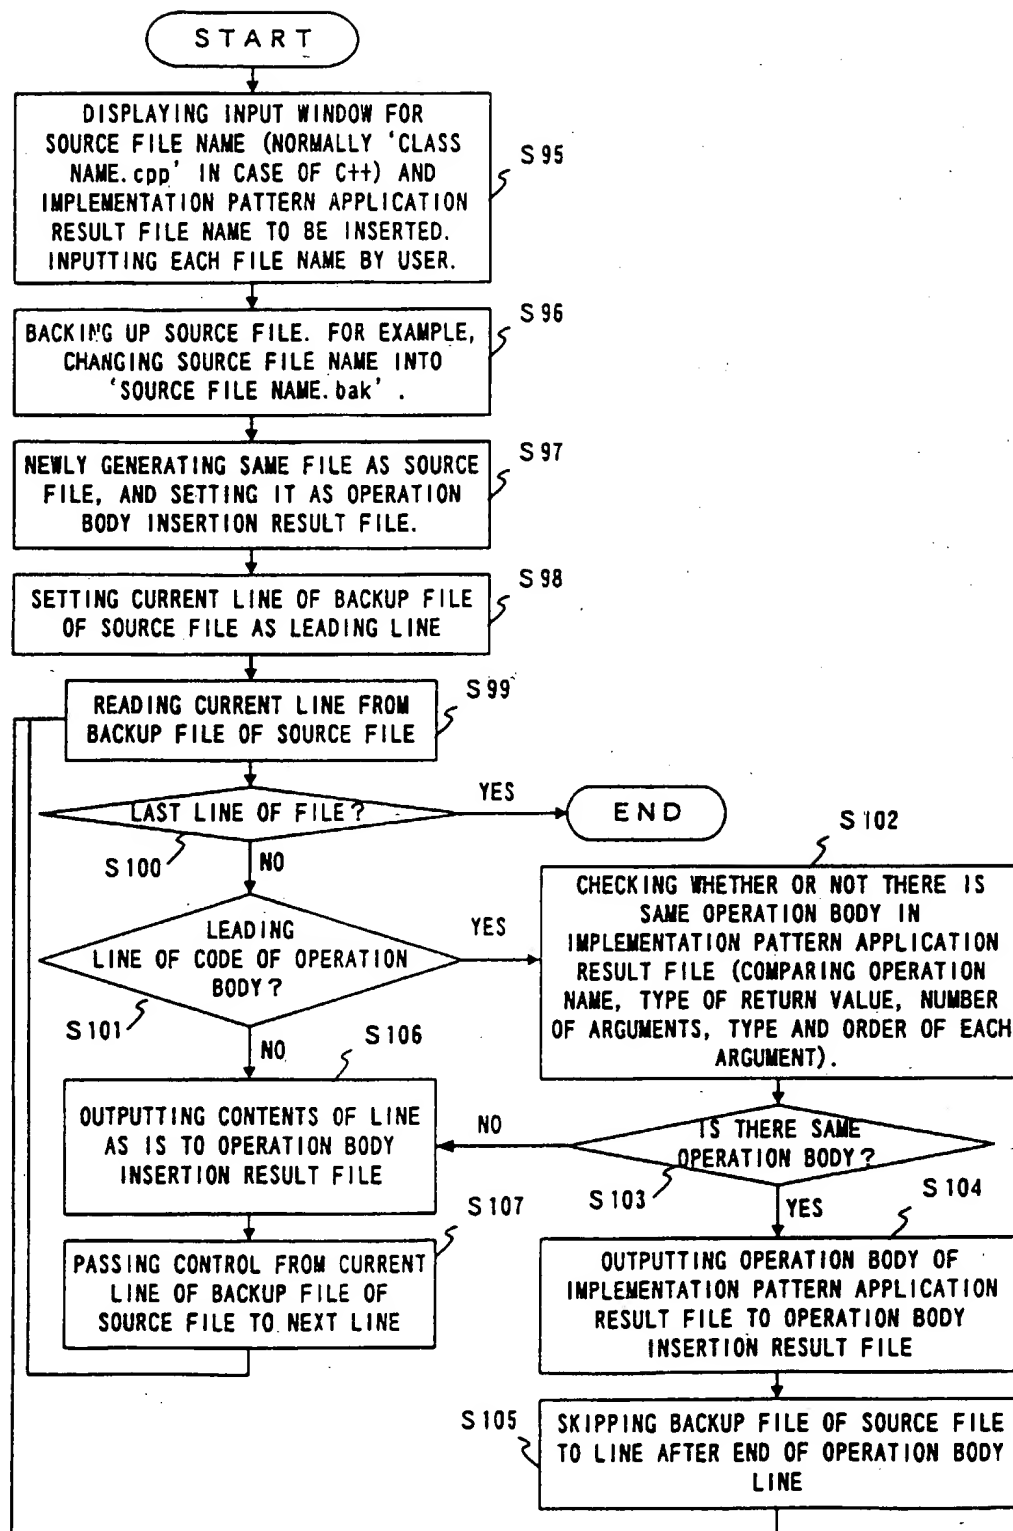 START
DISPLAYING INPUT WINDOW FOR
SOURCE FILE NAME (NORMALLY 'CLASS
NAME.cpp' IN CASE OF C++) AND
IMPLEMENTATION PATTERN APPLICATION
RESULT FILE NAME TO BE INSERTED.
INPUTTING EACH FILE NAME BY USER.
S95
BACKING UP SOURCE FILE. FOR EXAMPLE,
CHANGING SOURCE FILE NAME INTO
'SOURCE FILE NAME.bak'.
S96
NEWLY GENERATING SAME FILE AS SOURCE
FILE, AND SETTING IT AS OPERATION
BODY INSERTION RESULT FILE.
S97
SETTING CURRENT LINE OF BACKUP FILE
OF SOURCE FILE AS LEADING LINE
S98
READING CURRENT LINE FROM
BACKUP FILE OF SOURCE FILE
S99
LAST LINE OF FILE?
S100
YES
END
NO
LEADING
LINE OF CODE OF OPERATION
BODY?
S101
YES
NO
S102
CHECKING WHETHER OR NOT THERE IS
SAME OPERATION BODY IN
IMPLEMENTATION PATTERN APPLICATION
RESULT FILE (COMPARING OPERATION
NAME, TYPE OF RETURN VALUE, NUMBER
OF ARGUMENTS, TYPE AND ORDER OF EACH
ARGUMENT).
IS THERE SAME
OPERATION BODY?
S103
NO
YES
S106
OUTPUTTING CONTENTS OF LINE
AS IS TO OPERATION BODY
INSERTION RESULT FILE
S107
PASSING CONTROL FROM CURRENT
LINE OF BACKUP FILE OF
SOURCE FILE TO NEXT LINE
S104
OUTPUTTING OPERATION BODY OF
IMPLEMENTATION PATTERN APPLICATION
RESULT FILE TO OPERATION BODY
INSERTION RESULT FILE
S105
SKIPPING BACKUP FILE OF SOURCE FILE
TO LINE AFTER END OF OPERATION BODY
LINE